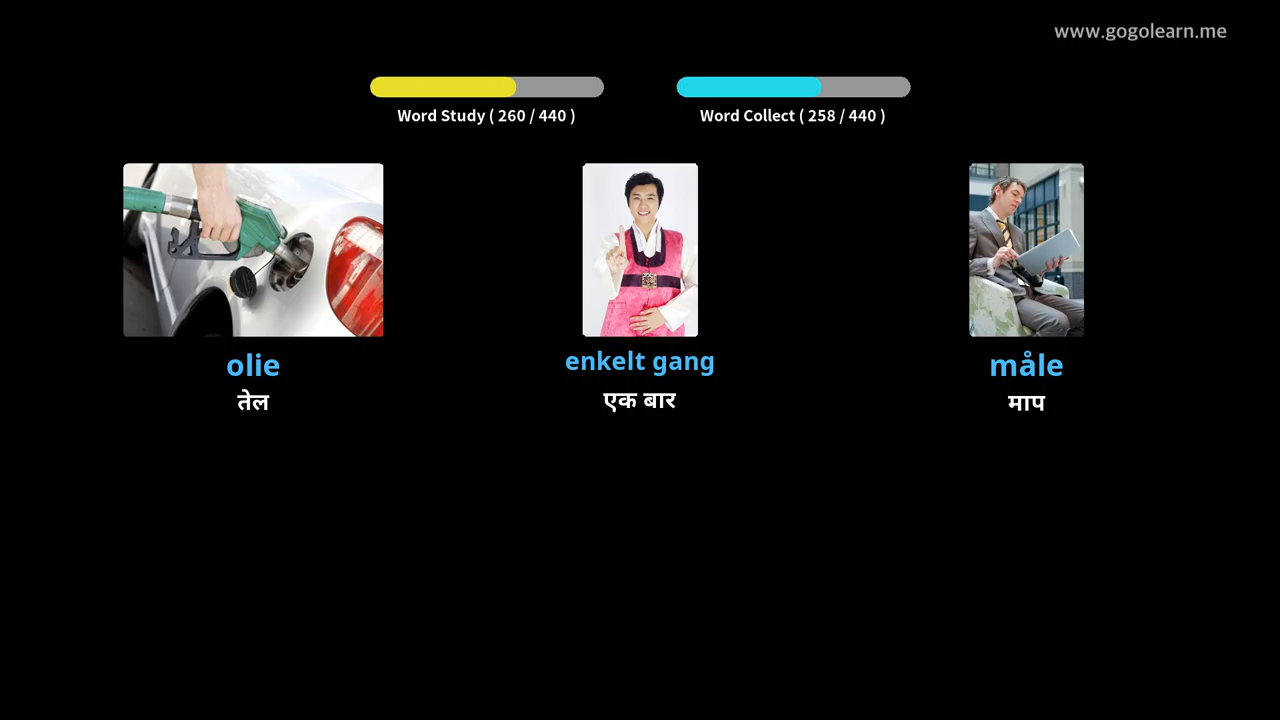 www.gogolearn.me
Word Study ( 260 / 440 )
Word Collect ( 258 / 440 )
olie
तेल
enkelt gang
एक बार
måle
माप